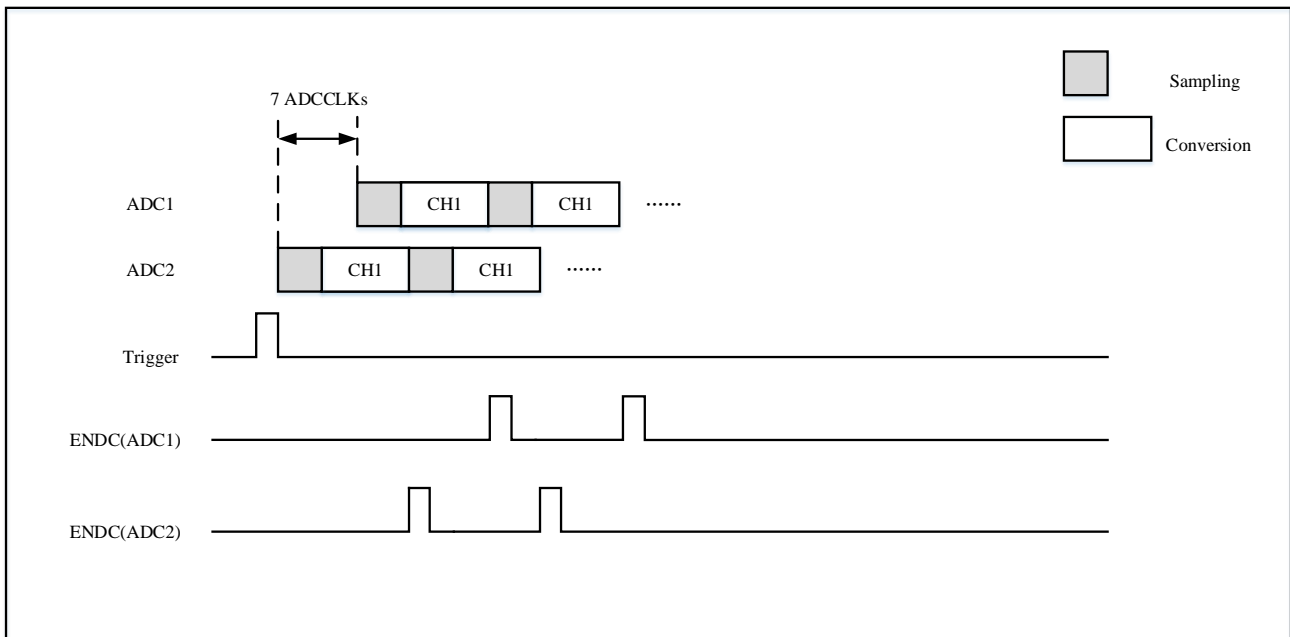 7 ADCCLKs
Sampling
Conversion
ADC1
CH1
CH1
······
ADC2
CH1
CH1
······
Trigger
ENDC(ADC1)
ENDC(ADC2)